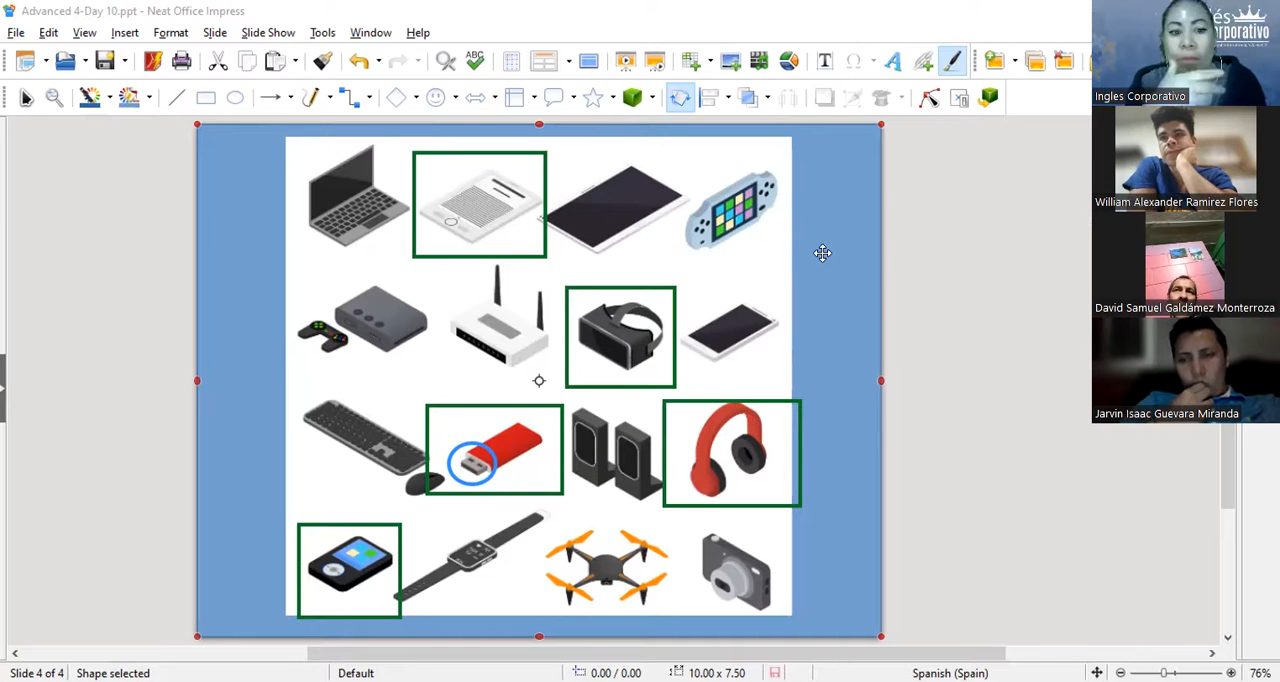 Advanced 4-Day 10.ppt - Neat Office Impress
File Edit View Insert Format Slide Slide Show Tools Window Help
és
corporativo
Ingles Corporativo
William Alexander Ramirez Flores
David Samuel Galdámez Monterroza
Jarvin Isaac Guevara Miranda
Slide 4 of 4 Shape selected Default 0.00 / 0.00 10.00 x 7.50 Spanish (Spain) 76%